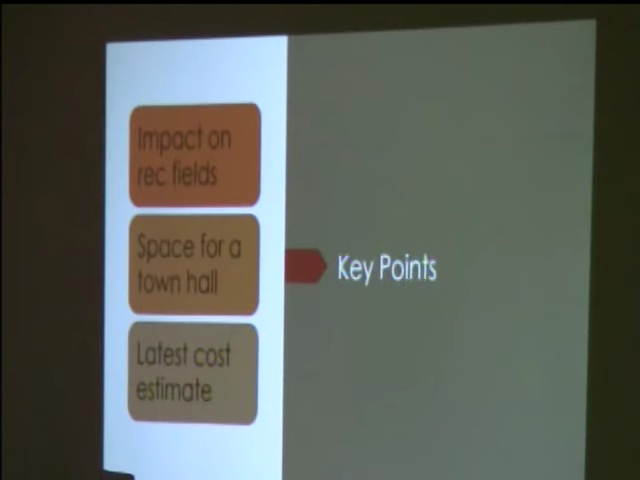 Impact on
rec fields
Space for a
town hall
Latest cost
estimate
Key Points